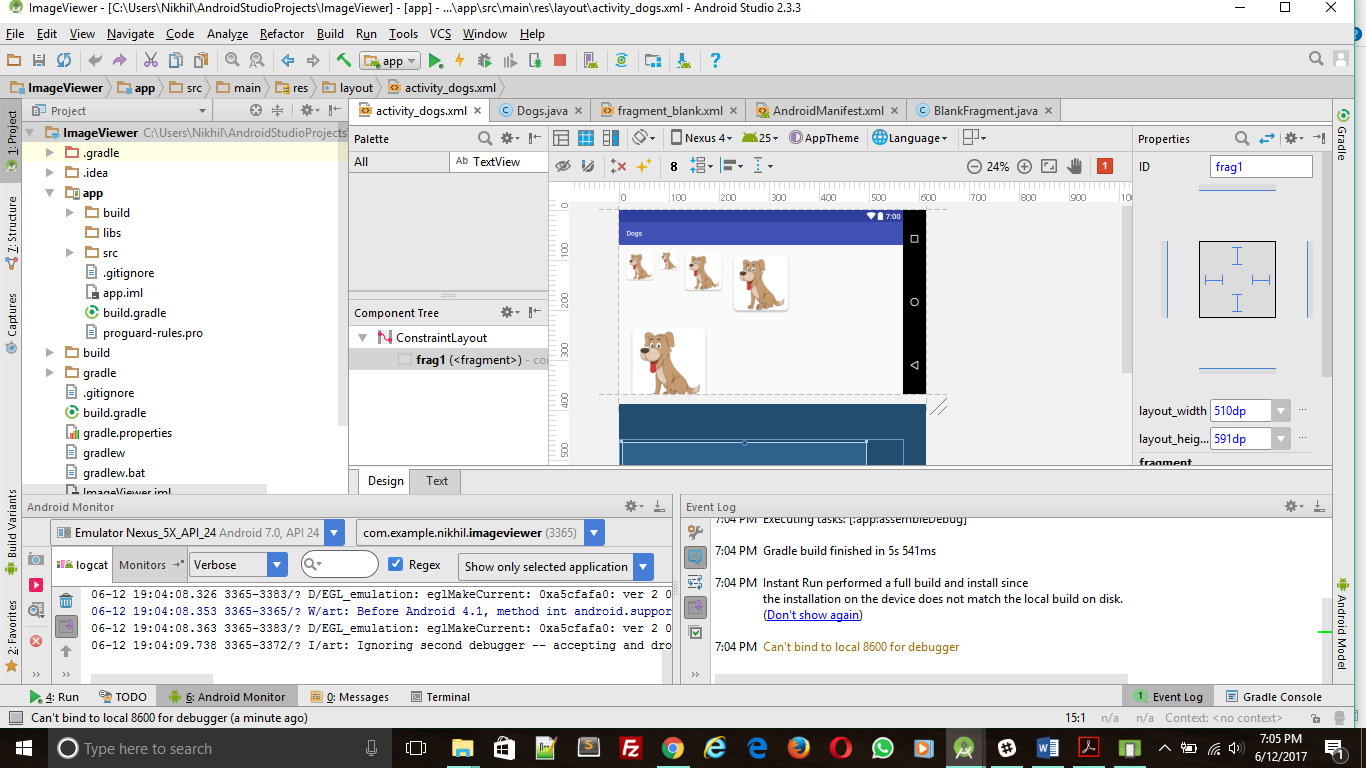 ImageViewer - [C:\Users\Nikhil\AndroidStudioProjects\ImageViewer] - [app] - ...\app\src\main\res\layout\activity_dogs.xml - Android Studio 2.3.3
File Edit View Navigate Code Analyze Refactor Build Run Tools VCS Window Help
app
ImageViewer app src main res layout activity_dogs.xml
Project
activity_dogs.xml Dogs.java fragment_blank.xml AndroidManifest.xml BlankFragment.java
1: Project
7: Structure
Captures
Build Variants
2: Favorites
ImageViewer C:\Users\Nikhil\AndroidStudioProjects\
.gradle
.idea
app
build
libs
src
.gitignore
app.iml
build.gradle
proguard-rules.pro
build
gradle
.gitignore
build.gradle
gradle.properties
gradlew
gradlew.bat
ImageViewer.iml
Palette
All
Ab TextView
Component Tree
ConstraintLayout
frag1 (<fragment>) - co
Nexus 4 25 AppTheme Language
8 24% 1
0 100 200 300 400 500 600 700 800 900 10
0
100
200
300
400
500
7:00
Dogs
Properties
ID frag1
layout_width 510dp ...
layout_heig... 591dp ...
fragment
Gradle
Android Model
Design Text
Android Monitor
Emulator Nexus_5X_API_24 Android 7.0, API 24
com.example.nikhil.imageviewer (3365)
logcat Monitors Verbose Regex Show only selected application
06-12 19:04:08.326 3365-3383/? D/EGL_emulation: eglMakeCurrent: 0xa5cfafa0: ver 2 0
06-12 19:04:08.353 3365-3365/? W/art: Before Android 4.1, method int android.suppor
06-12 19:04:08.363 3365-3383/? D/EGL_emulation: eglMakeCurrent: 0xa5cfafa0: ver 2 0
06-12 19:04:09.738 3365-3372/? I/art: Ignoring second debugger -- accepting and dro
Event Log
7:04 PM Executing tasks: [:app:assembleDebug]
7:04 PM Gradle build finished in 5s 541ms
7:04 PM Instant Run performed a full build and install since
the installation on the device does not match the local build on disk.
(Don't show again)
7:04 PM Can't bind to local 8600 for debugger
4: Run TODO 6: Android Monitor 0: Messages Terminal 1 Event Log Gradle Console
Can't bind to local 8600 for debugger (a minute ago) 15:1 n/a n/a Context: <no context>
Type here to search
7:05 PM
6/12/2017
1